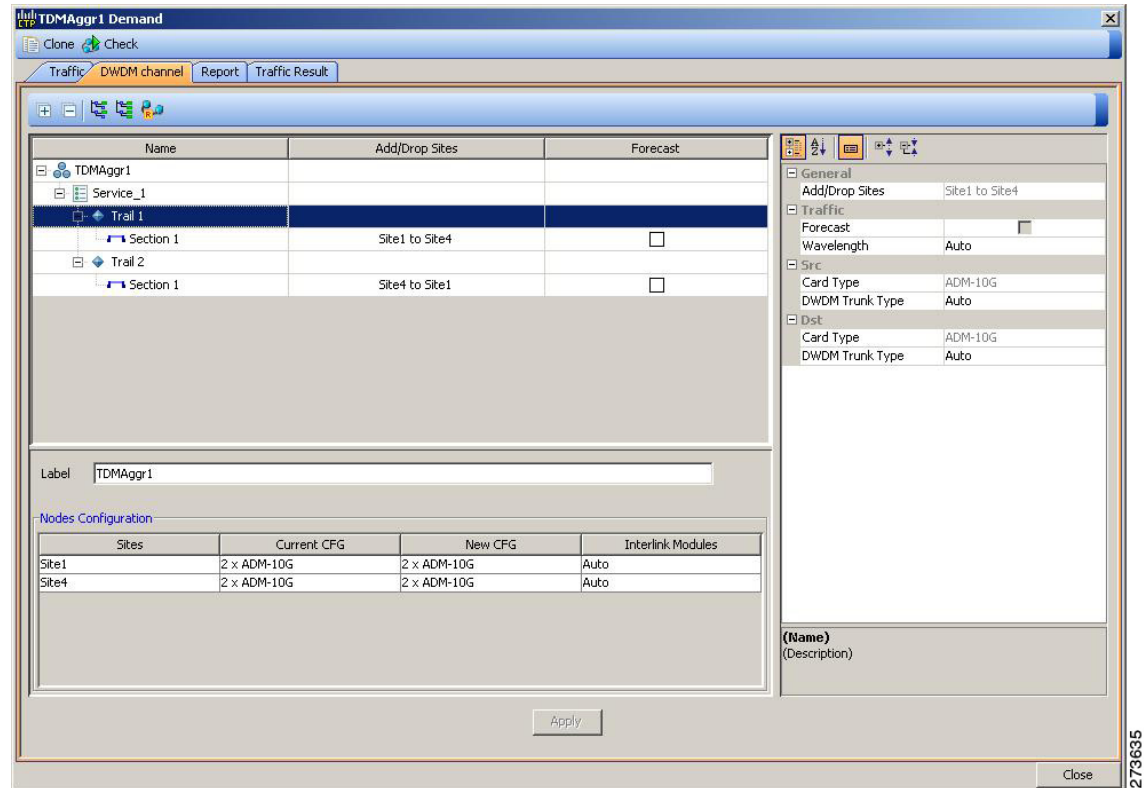 CTP TDMAggr1 Demand
Clone Check
Traffic DWDM channel Report Traffic Result
Name Add/Drop Sites Forecast
TDMAggr1
Service_1
Trail 1
Section 1 Site1 to Site4
Trail 2
Section 1 Site4 to Site1
Label TDMAggr1
Nodes Configuration
Sites Current CFG New CFG Interlink Modules
Site1 2 x ADM-10G 2 x ADM-10G Auto
Site4 2 x ADM-10G 2 x ADM-10G Auto
General
Add/Drop Sites Site1 to Site4
Traffic
Forecast
Wavelength Auto
Src
Card Type ADM-10G
DWDM Trunk Type Auto
Dst
Card Type ADM-10G
DWDM Trunk Type Auto
(Name)
(Description)
Apply
Close
273635